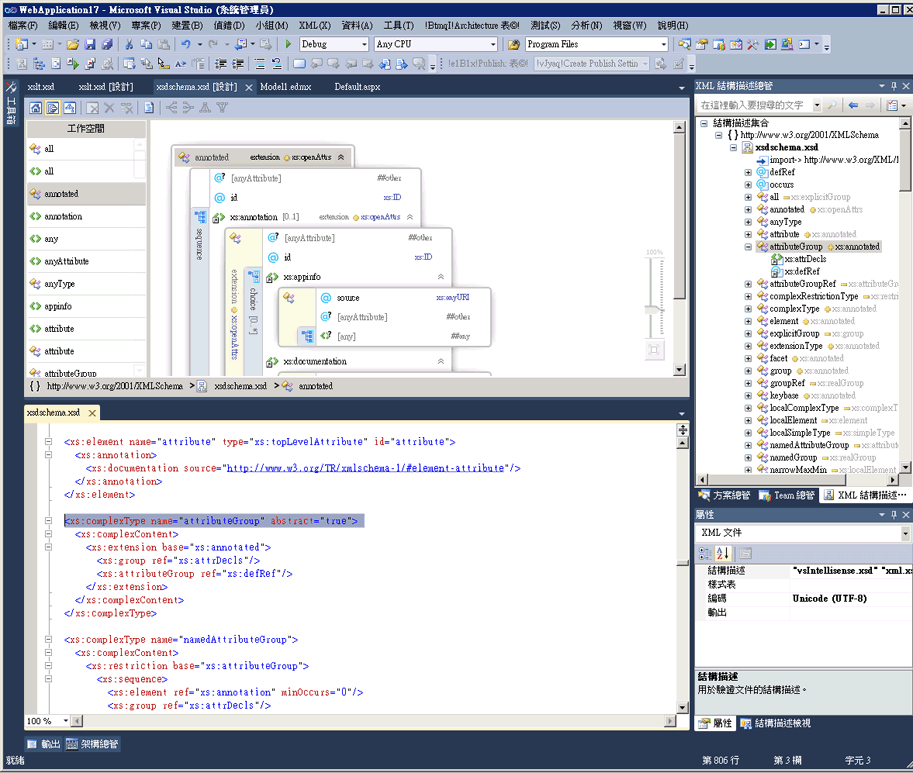 WebApplication17 - Microsoft Visual Studio (系統管理員)
檔案(F) 編輯(E) 檢視(V) 專案(P) 建置(B) 偵錯(D) 小組(M) XML(X) 資料(A) 工具(T) 測試(S) 分析(N) 視窗(W) 說明(H)
Debug Any CPU Program Files
工具箱
xslt.xsd xslt.xsd [設計] xsdschema.xsd [設計] Model1.edmx Default.aspx
工作空間
all
all
annotated
annotation
any
anyAttribute
anyType
appinfo
attribute
attribute
attributeGroup
annotated extension xs:openAttrs
[anyAttribute] ##other
id xs:ID
xs:annotation [0..1] extension xs:openAttrs
sequence
[anyAttribute] ##other
id xs:ID
xs:appinfo
extension xs:openAttrs
choice [0..*]
source xs:anyURI
[anyAttribute] ##other
[any] ##any
xs:documentation
100%
{ } http://www.w3.org/2001/XMLSchema > xsdschema.xsd > annotated
xsdschema.xsd
<xs:element name="attribute" type="xs:topLevelAttribute" id="attribute">
<xs:annotation>
<xs:documentation source="http://www.w3.org/TR/xmlschema-1/#element-attribute"/>
</xs:annotation>
</xs:element>
<xs:complexType name="attributeGroup" abstract="true">
<xs:complexContent>
<xs:extension base="xs:annotated">
<xs:group ref="xs:attrDecls"/>
<xs:attributeGroup ref="xs:defRef"/>
</xs:extension>
</xs:complexContent>
</xs:complexType>
<xs:complexType name="namedAttributeGroup">
<xs:complexContent>
<xs:restriction base="xs:attributeGroup">
<xs:sequence>
<xs:element ref="xs:annotation" minOccurs="0"/>
<xs:group ref="xs:attrDecls"/>
100 %
輸出 架構總管
就緒 第 806 行 第 3 欄 字元 3
XML 結構描述總管
在這裡輸入要搜尋的文字
結構描述集合
{ } http://www.w3.org/2001/XMLSchema
xsdschema.xsd
import-> http://www.w3.org/XML/1
defRef
occurs
all xs:explicitGroup
annotated xs:openAttrs
anyType
attribute xs:annotated
attributeGroup xs:annotated
xs:attrDecls
xs:defRef
attributeGroupRef xs:attributeG
complexRestrictionType xs:restri
complexType xs:annotated
element xs:annotated
explicitGroup xs:group
extensionType xs:annotated
facet xs:annotated
group xs:annotated
groupRef xs:realGroup
keybase xs:annotated
localComplexType xs:complexT
localElement xs:element
localSimpleType xs:simpleType
namedAttributeGroup xs:attribut
namedGroup xs:realGroup
narrowMaxMin xs:localElement
方案總管 Team 總管 XML 結構描述⋯
屬性
XML 文件
結構描述 "vsIntellisense.xsd" "xml.xs
樣式表
編碼 Unicode (UTF-8)
輸出
結構描述
用於驗證文件的結構描述。
屬性 結構描述檢視